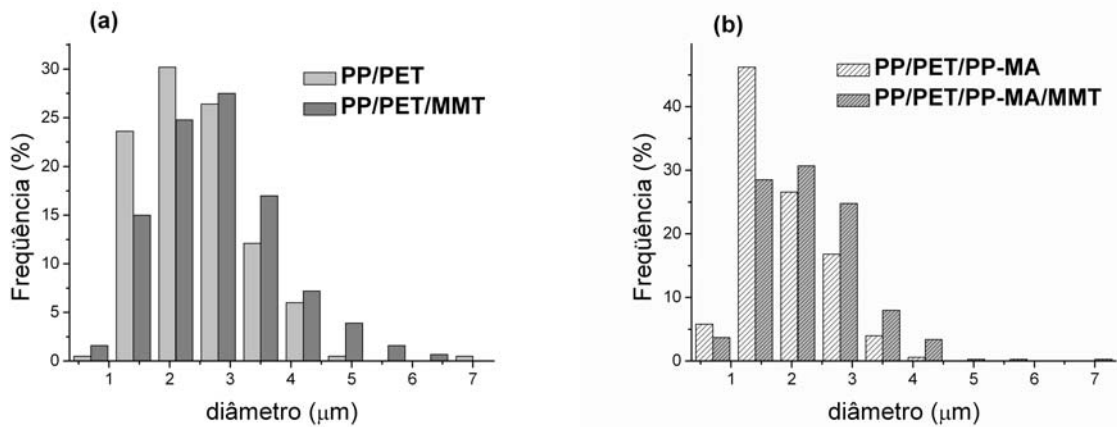 (a)
PP/PET
PP/PET/MMT
Freqüência (%)
30
25
20
15
10
5
0
1 2 3 4 5 6 7
diâmetro (μm)
(b)
PP/PET/PP-MA
PP/PET/PP-MA/MMT
Freqüência (%)
40
30
20
10
0
1 2 3 4 5 6 7
diâmetro (μm)